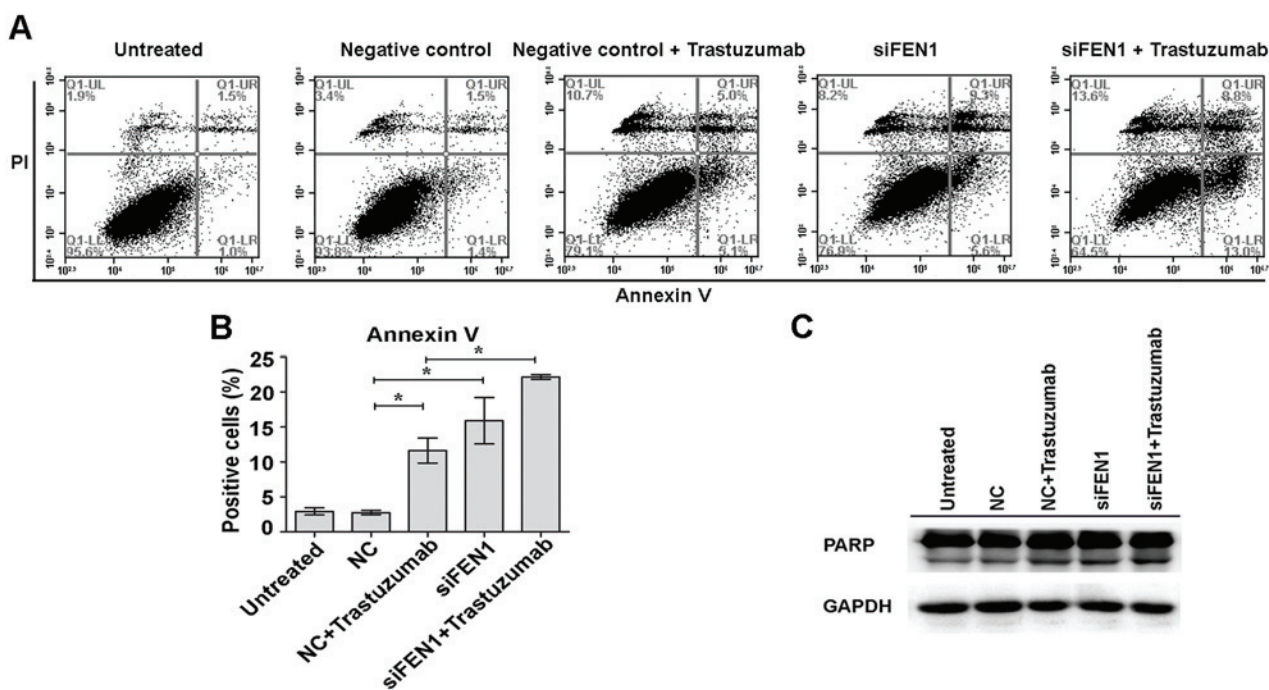 A
Untreated
Negative control
Negative control + Trastuzumab
siFEN1
siFEN1 + Trastuzumab
PI
Q1-UL
1.9%
Q1-UR
1.5%
Q1-LL
95.6%
Q1-LR
1.0%
Q1-UL
3.4%
Q1-UR
1.5%
Q1-LL
93.8%
Q1-LR
1.4%
Q1-UL
10.7%
Q1-UR
5.0%
Q1-LL
79.1%
Q1-LR
5.1%
Q1-UL
8.2%
Q1-UR
9.3%
Q1-LL
76.9%
Q1-LR
5.6%
Q1-UL
13.6%
Q1-UR
8.8%
Q1-LL
64.5%
Q1-LR
13.0%
Annexin V
B
Annexin V
Positive cells (%)
25
20
15
10
5
0
*
*
*
Untreated
NC
NC+Trastuzumab
siFEN1
siFEN1+Trastuzumab
C
Untreated
NC
NC+Trastuzumab
siFEN1
siFEN1+Trastuzumab
PARP
GAPDH